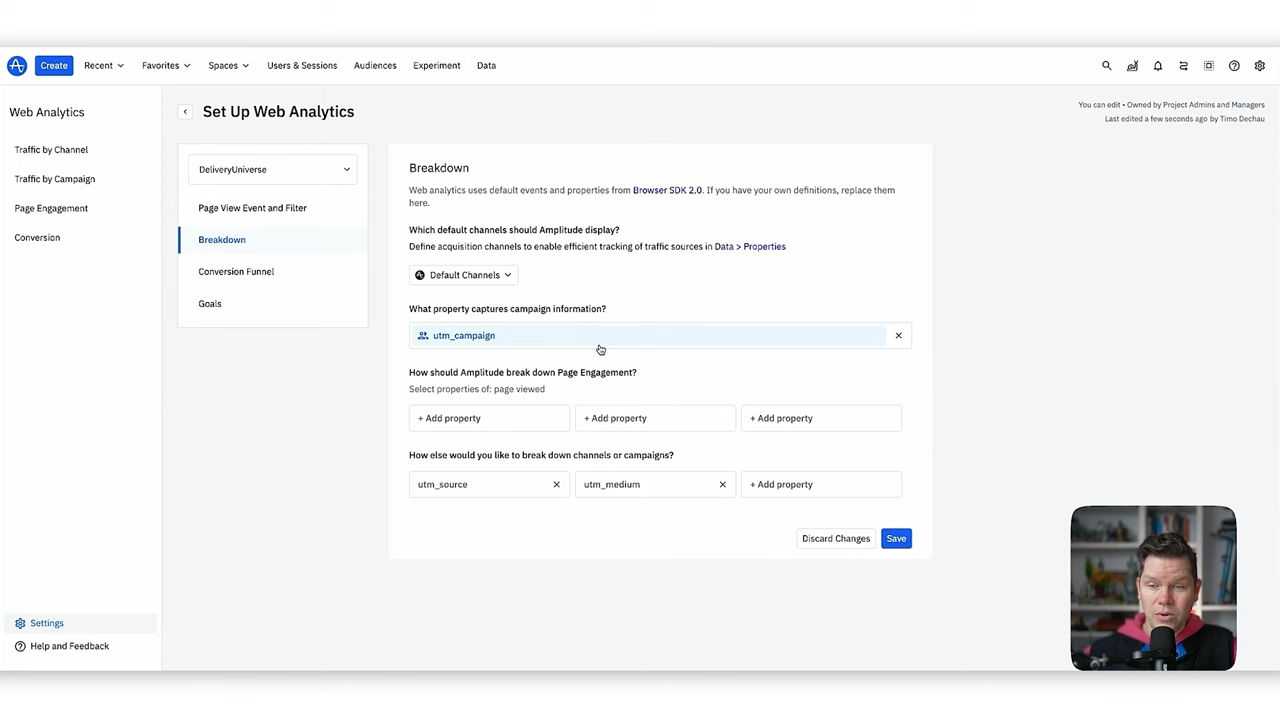 Create
Recent
Favorites
Spaces
Users & Sessions
Audiences
Experiment
Data
Web Analytics
Traffic by Channel
Traffic by Campaign
Page Engagement
Conversion
Settings
Help and Feedback
Set Up Web Analytics
You can edit • Owned by Project Admins and Managers
Last edited a few seconds ago by Timo Dechau
DeliveryUniverse
Page View Event and Filter
Breakdown
Conversion Funnel
Goals
Breakdown
Web analytics uses default events and properties from Browser SDK 2.0. If you have your own definitions, replace them
here.
Which default channels should Amplitude display?
Define acquisition channels to enable efficient tracking of traffic sources in Data > Properties
Default Channels
What property captures campaign information?
utm_campaign
How should Amplitude break down Page Engagement?
Select properties of: page viewed
+ Add property
+ Add property
+ Add property
How else would you like to break down channels or campaigns?
utm_source
utm_medium
+ Add property
Discard Changes
Save